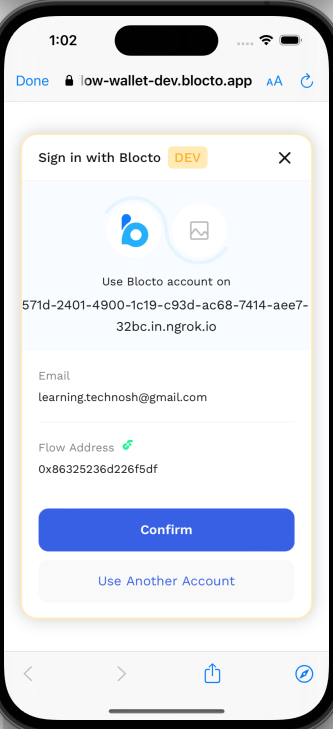 1:02
Done
low-wallet-dev.blocto.app
AA
Sign in with Blocto DEV
Use Blocto account on
571d-2401-4900-1c19-c93d-ac68-7414-aee7-
32bc.in.ngrok.io
Email
learning.technosh@gmail.com
Flow Address
0x86325236d226f5df
Confirm
Use Another Account